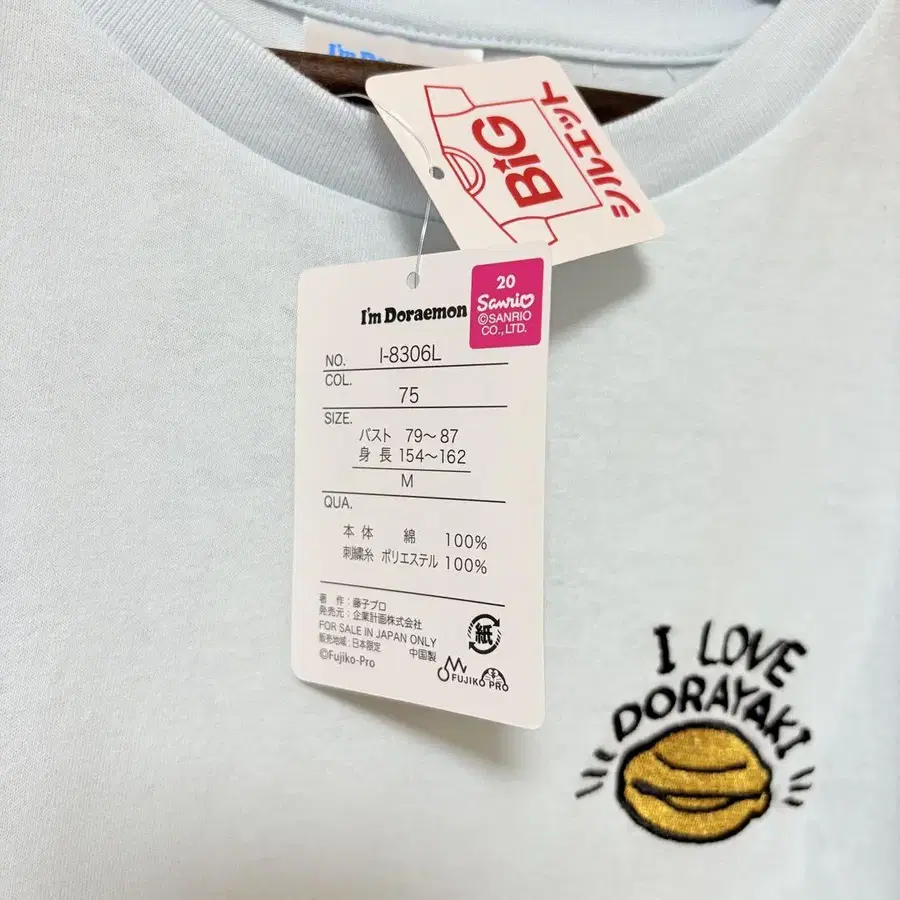 I'm Doraemon
BIG
シルエット
20
Sanrio
©SANRIO
CO.,LTD.
I'm Doraemon
NO. I-8306L
COL.
75
SIZE.
バスト 79〜87
身長 154〜162
M
QUA.
本体 綿 100%
刺繍糸 ポリエステル 100%
著作：藤子プロ
発売元：企業計画株式会社
FOR SALE IN JAPAN ONLY
販売地域：日本限定 中国製
©Fujiko-Pro
紙
FUJIKO PRO
I LOVE
DORAYAKI